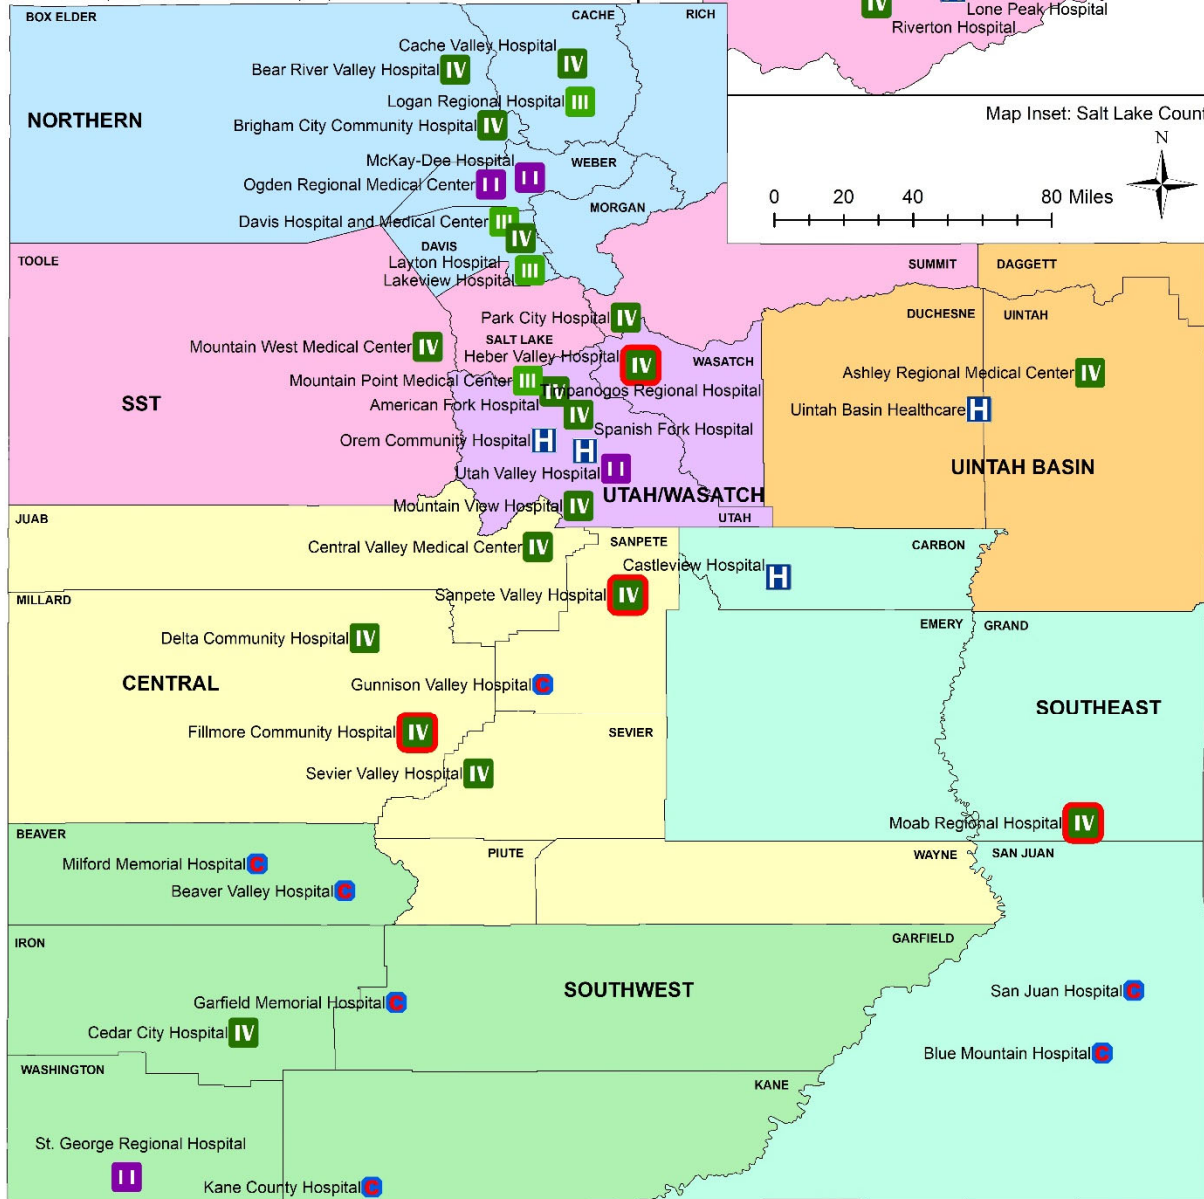 Lone Peak Hospital
IV
Riverton Hospital
BOX ELDER
CACHE
RICH
Cache Valley Hospital
IV
Bear River Valley Hospital IV
Logan Regional Hospital III
NORTHERN
Brigham City Community Hospital IV
Map Inset: Salt Lake Coun
N
McKay-Dee Hospital II
WEBER
Ogden Regional Medical Center II
0 20 40 80 Miles
MORGAN
Davis Hospital and Medical Center III
IV
DAVIS
Layton Hospital
TOOLE
SUMMIT
DAGGETT
Lakeview Hospital III
DUCHESNE
UINTAH
Park City Hospital IV
SALT LAKE
Mountain West Medical Center IV
Heber Valley Hospital IV
WASATCH
Ashley Regional Medical Center IV
Mountain Point Medical Center III
Timpanogos Regional Hospital
IV
SST
American Fork Hospital
IV
Uintah Basin Healthcare H
Spanish Fork Hospital
Orem Community Hospital H
H
Utah Valley Hospital II
UINTAH BASIN
UTAH/WASATCH
Mountain View Hospital IV
UTAH
JUAB
Central Valley Medical Center IV
SANPETE
CARBON
Castleview Hospital H
MILLARD
Sanpete Valley Hospital IV
EMERY
GRAND
Delta Community Hospital IV
CENTRAL
Gunnison Valley Hospital C
SOUTHEAST
Fillmore Community Hospital IV
SEVIER
Sevier Valley Hospital IV
Moab Regional Hospital IV
BEAVER
PIUTE
WAYNE
SAN JUAN
Milford Memorial Hospital C
Beaver Valley Hospital C
IRON
GARFIELD
SOUTHWEST
San Juan Hospital C
Garfield Memorial Hospital C
Cedar City Hospital IV
Blue Mountain Hospital C
WASHINGTON
KANE
St. George Regional Hospital
II
Kane County Hospital C